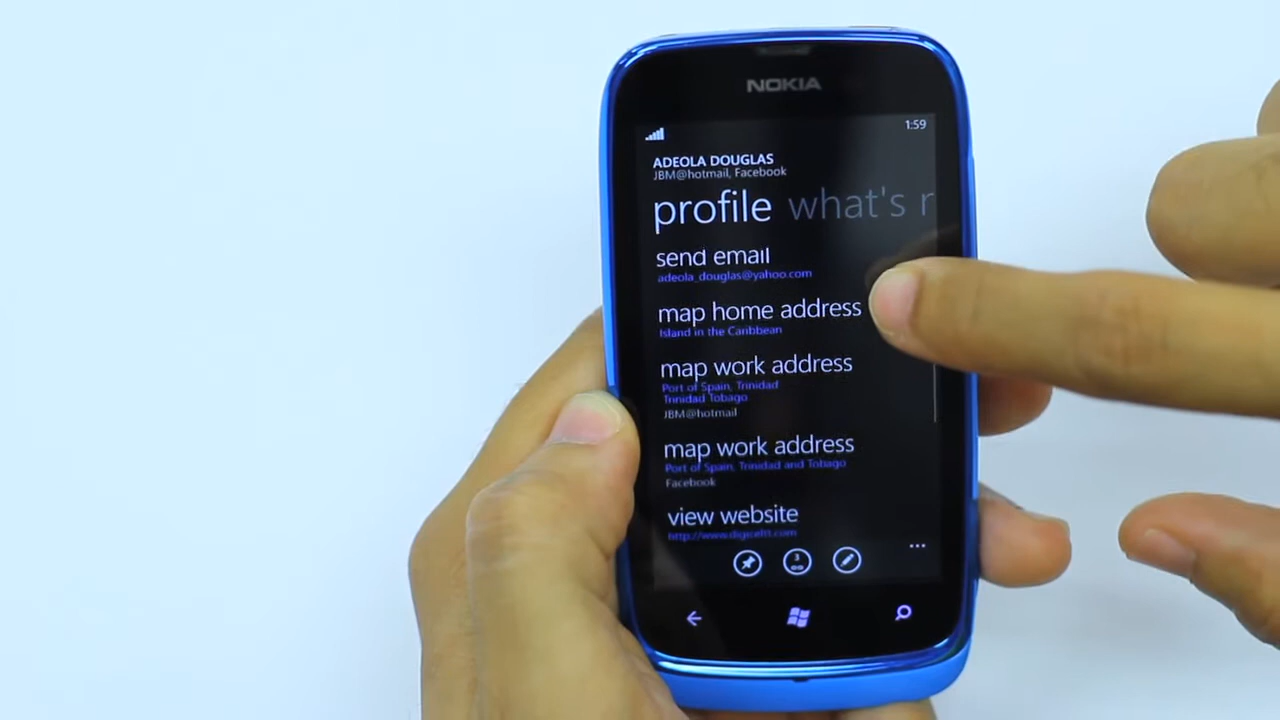 NOKIA
1:59
ADEOLA DOUGLAS
JBM@hotmail, Facebook
profile what's
send email
adeola_douglas@yahoo.com
map home address
Island in the Caribbean
map work address
Port of Spain, Trinidad
Trinidad Tobago
JBM@hotmail
map work address
Port of Spain, Trinidad and Tobago
Facebook
view website
3